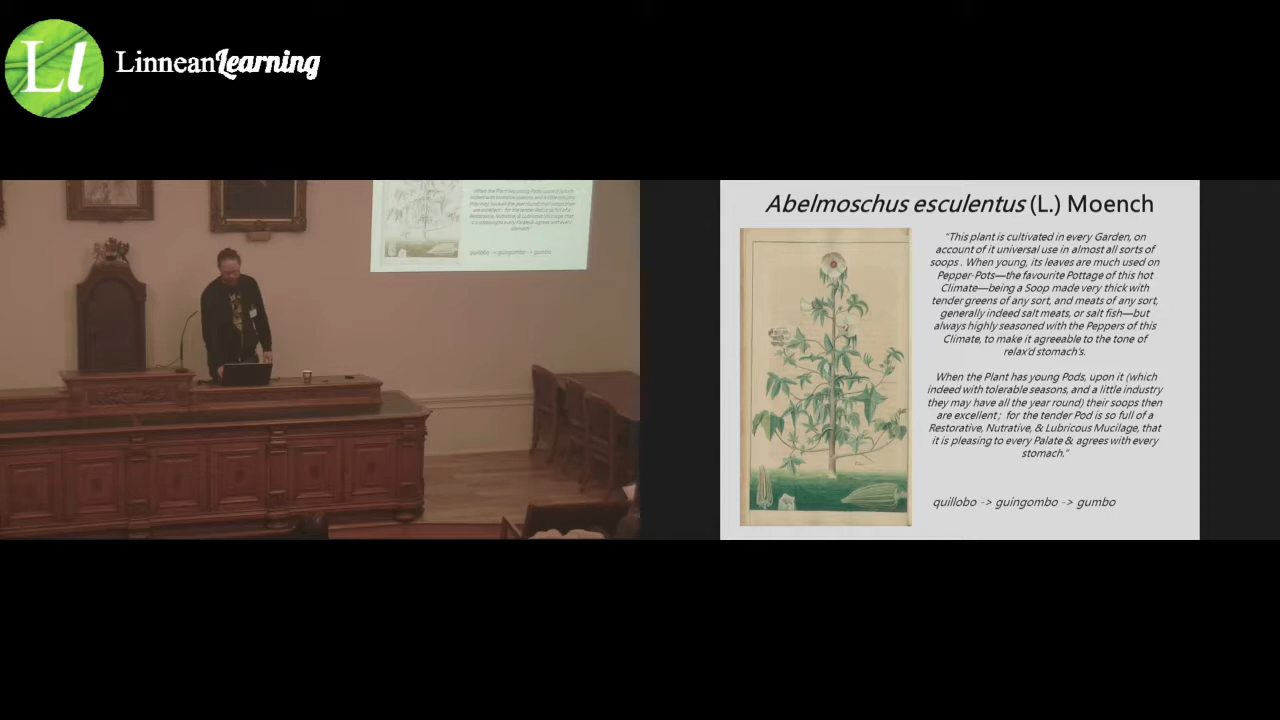 Ll LinneanLearning
Abelmoschus esculentus (L.) Moench
"This plant is cultivated in every Garden, on
account of it universal use in almost all sorts of
soops . When young, its leaves are much used on
Pepper-Pots—the favourite Pottage of this hot
Climate—being a Soop made very thick with
tender greens of any sort, and meats of any sort,
generally indeed salt meats, or salt fish—but
always highly seasoned with the Peppers of this
Climate, to make it agreeable to the tone of
relax'd stomach's.
When the Plant has young Pods, upon it (which
indeed with tolerable seasons, and a little industry
they may have all the year round) their soops then
are excellent; for the tender Pod is so full of a
Restorative, Nutrative, & Lubricous Mucilage, that
it is pleasing to every Palate & agrees with every
stomach."
quillobo -> guingombo -> gumbo
quillobo -> guingombo -> gumbo